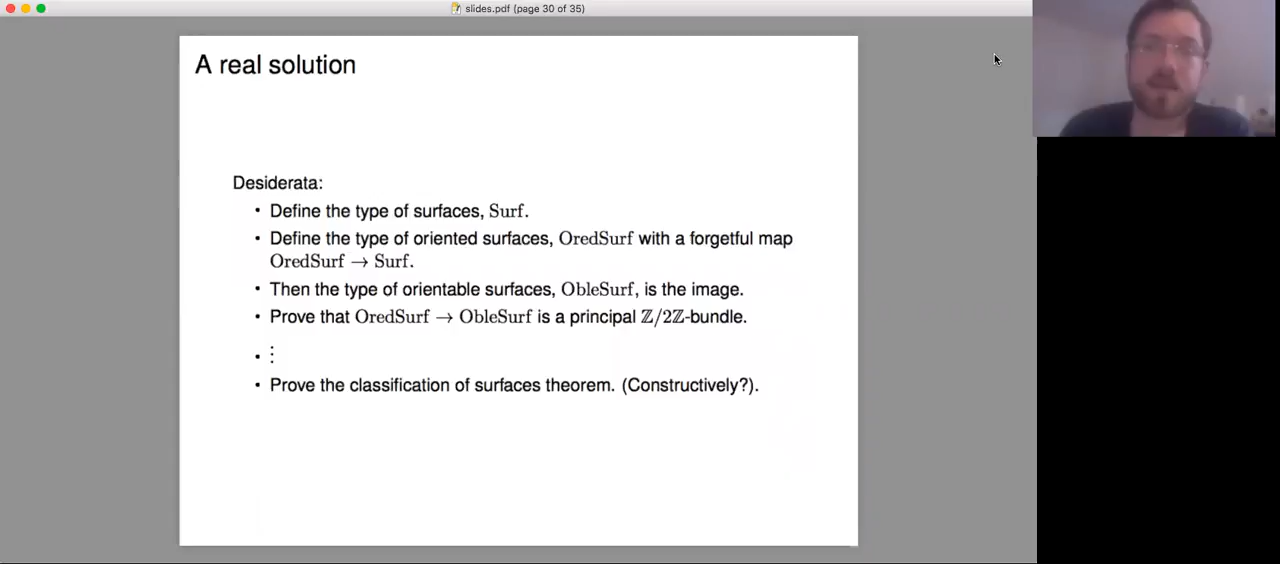 slides.pdf (page 30 of 35)
A real solution
Desiderata:
• Define the type of surfaces, Surf.
• Define the type of oriented surfaces, OredSurf with a forgetful map
OredSurf → Surf.
• Then the type of orientable surfaces, ObleSurf, is the image.
• Prove that OredSurf → ObleSurf is a principal ℤ/2ℤ-bundle.
• ⋮
• Prove the classification of surfaces theorem. (Constructively?).